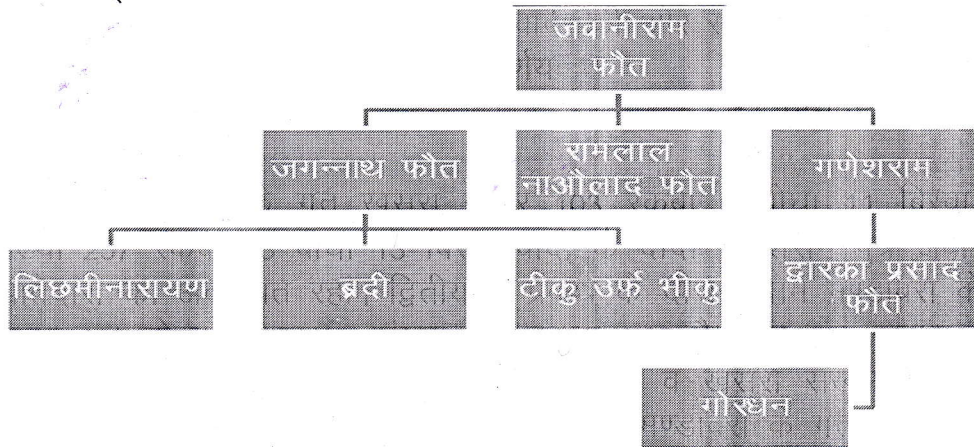 जवानीराम
फौत
जगन्नाथ फौत
रामलाल
नाऔलाद फौत
गणेशराम
लिछमीनारायण
ब्रदी
टीकु उर्फ भीकु
द्वारका प्रसाद
फौत
गोरधन